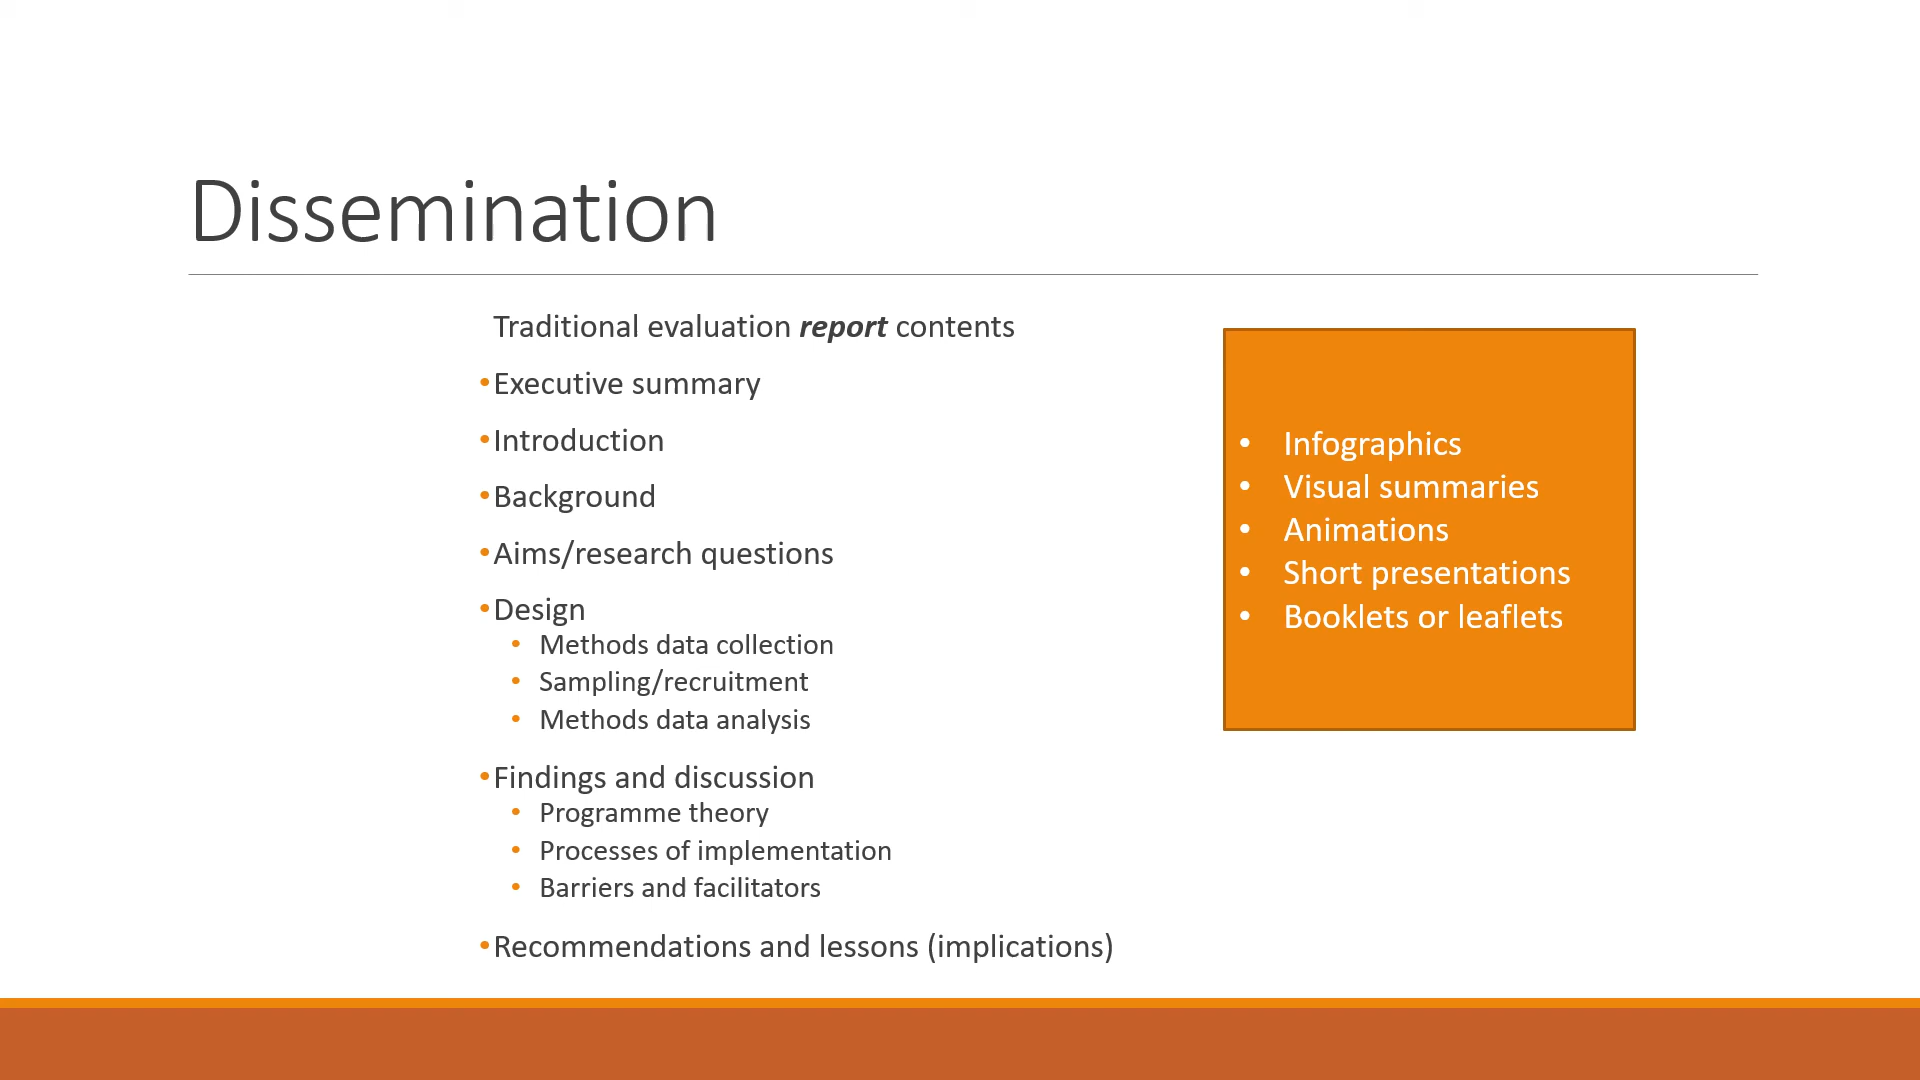 Dissemination
Traditional evaluation report contents
•Executive summary
•Introduction
•Background
•Aims/research questions
•Design
• Methods data collection
• Sampling/recruitment
• Methods data analysis
•Findings and discussion
• Programme theory
• Processes of implementation
• Barriers and facilitators
•Recommendations and lessons (implications)
• Infographics
• Visual summaries
• Animations
• Short presentations
• Booklets or leaflets